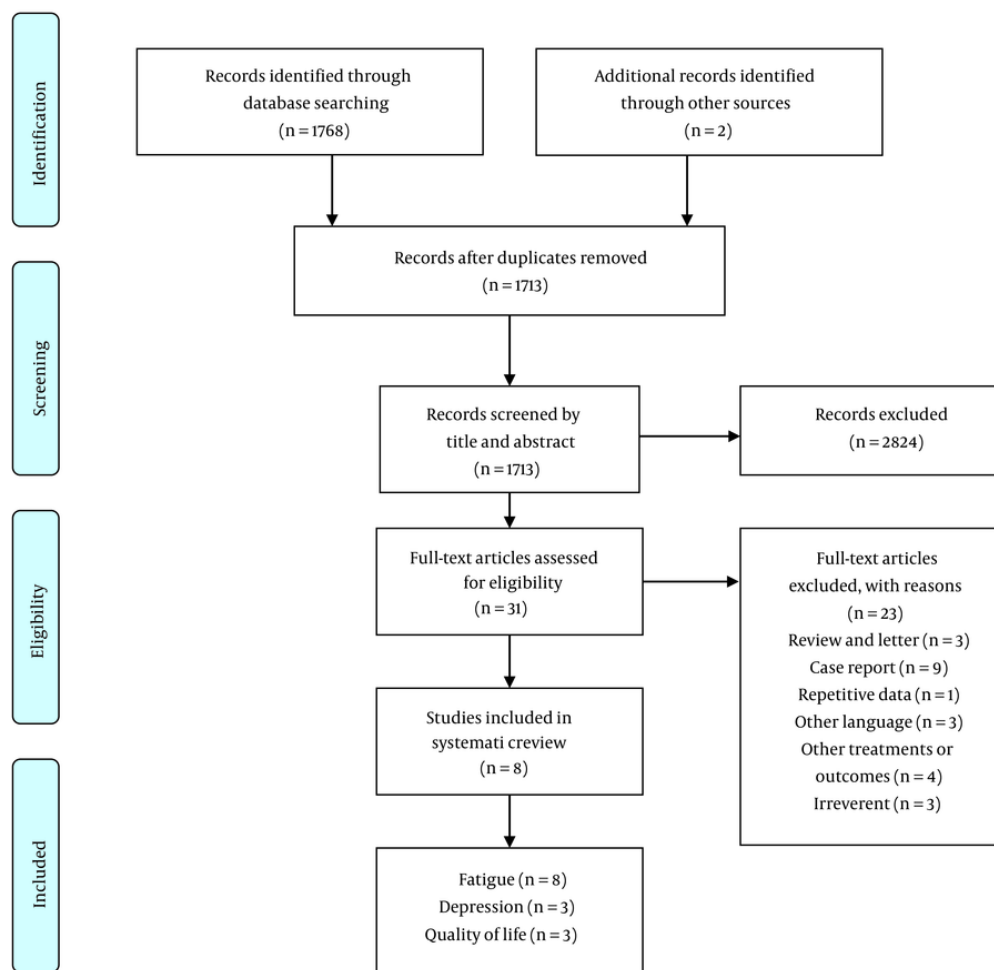 Identification
Records identified through
database searching
(n = 1768)
Additional records identified
through other sources
(n = 2)
Records after duplicates removed
(n = 1713)
Screening
Records screened by
title and abstract
(n = 1713)
Records excluded
(n = 2824)
Eligibility
Full-text articles assessed
for eligibility
(n = 31)
Full-text articles
excluded, with reasons
(n = 23)
Review and letter (n = 3)
Case report (n = 9)
Repetitive data (n = 1)
Other language (n = 3)
Other treatments or
outcomes (n = 4)
Irreverent (n = 3)
Studies included in
systemati creview
(n = 8)
Included
Fatigue (n = 8)
Depression (n = 3)
Quality of life (n = 3)